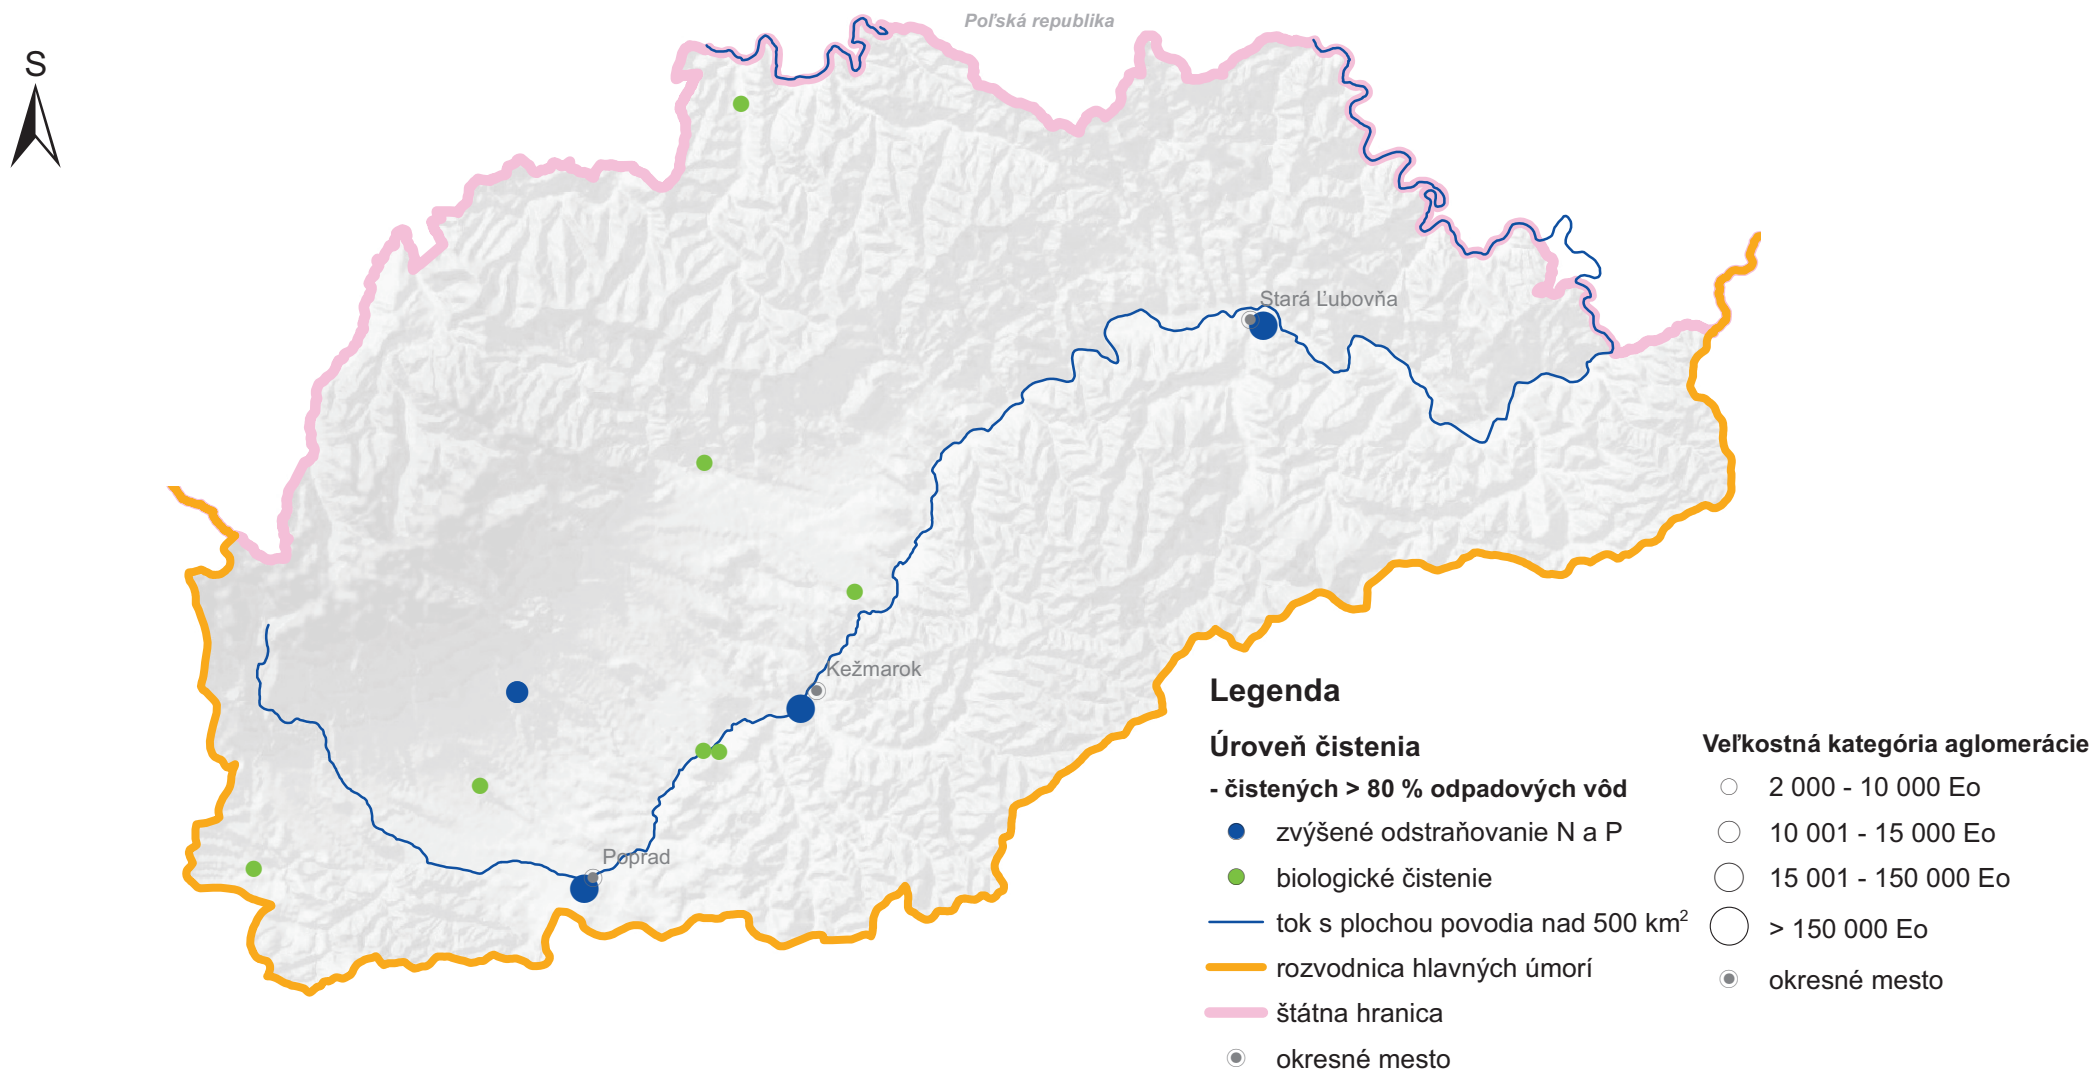 Poľská republika
S
Stará Ľubovňa
Kežmarok
Poprad
Legenda
Úroveň čistenia
- čistených > 80 % odpadových vôd
zvýšené odstraňovanie N a P
biologické čistenie
tok s plochou povodia nad 500 km²
rozvodnica hlavných úmorí
štátna hranica
okresné mesto
Veľkostná kategória aglomerácie
2 000 - 10 000 Eo
10 001 - 15 000 Eo
15 001 - 150 000 Eo
> 150 000 Eo
okresné mesto